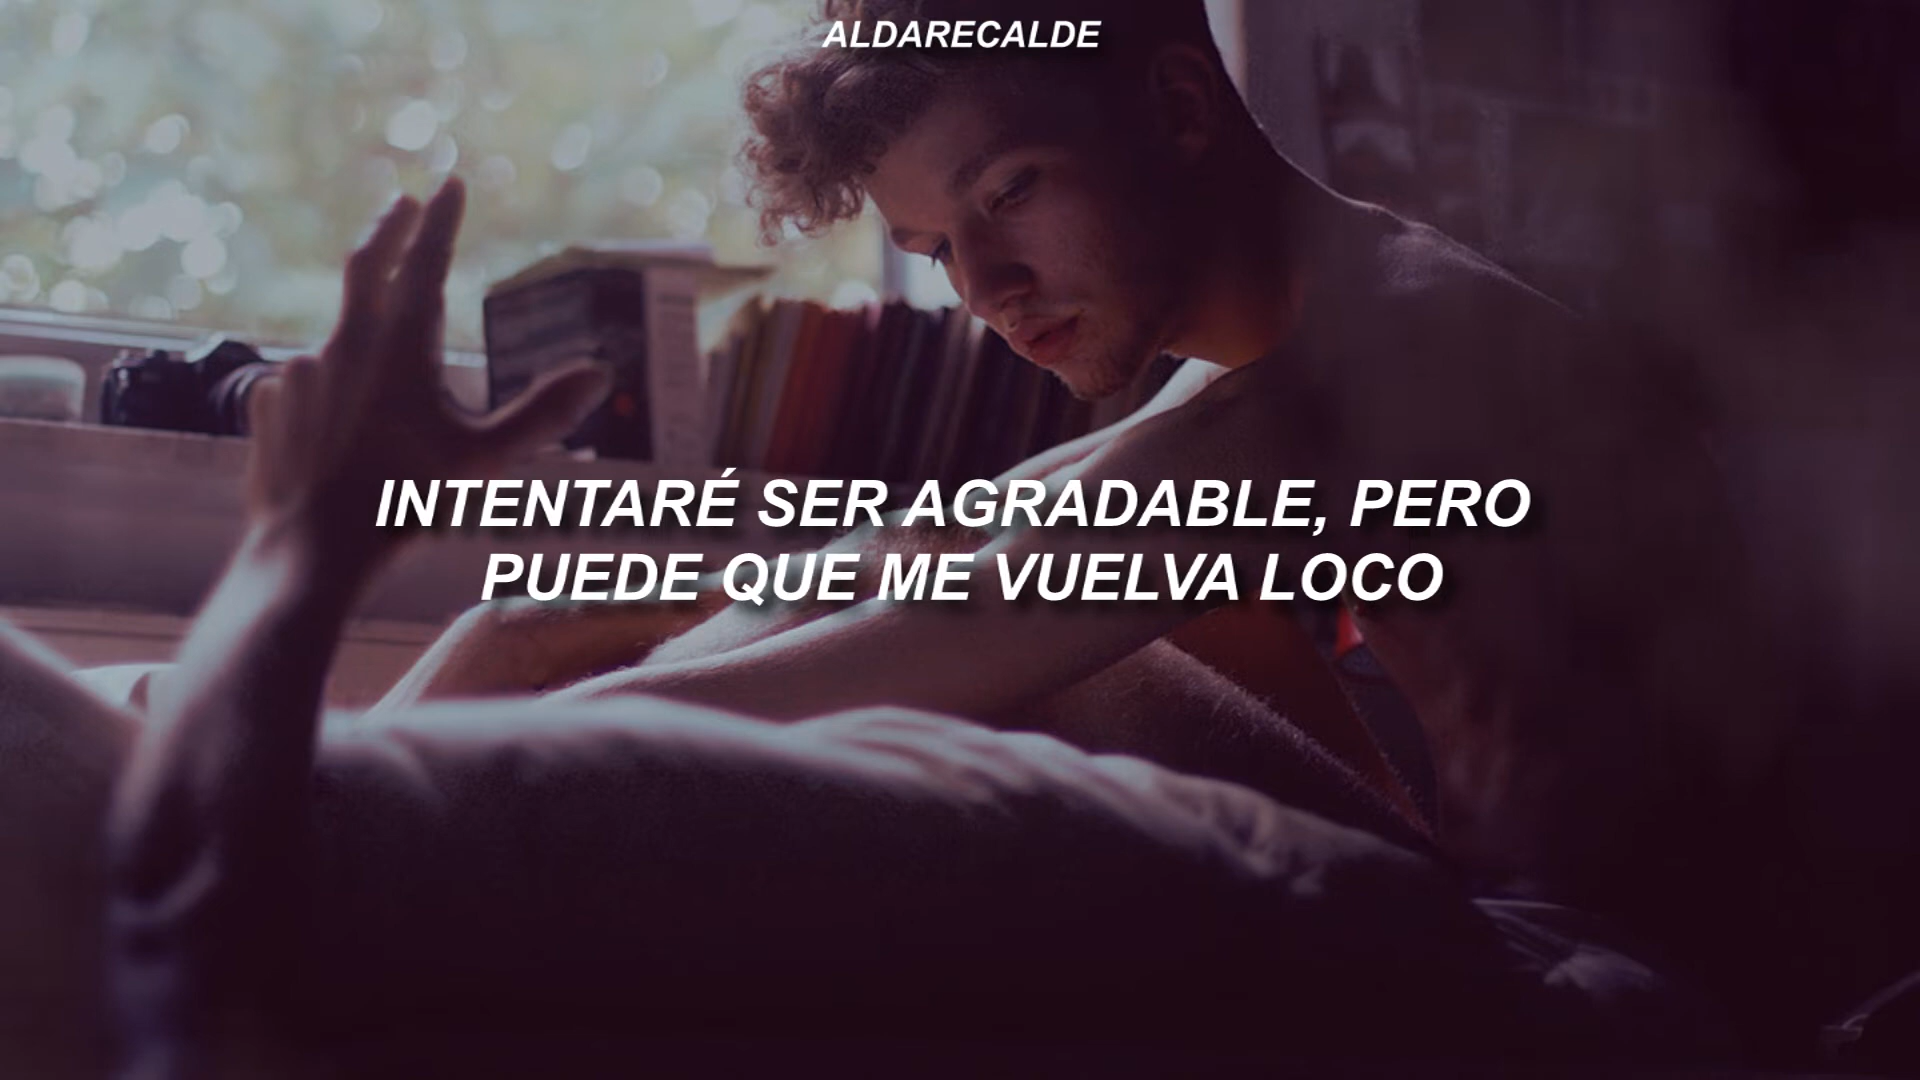 ALDARECALDE
INTENTARÉ SER AGRADABLE, PERO
PUEDE QUE ME VUELVA LOCO